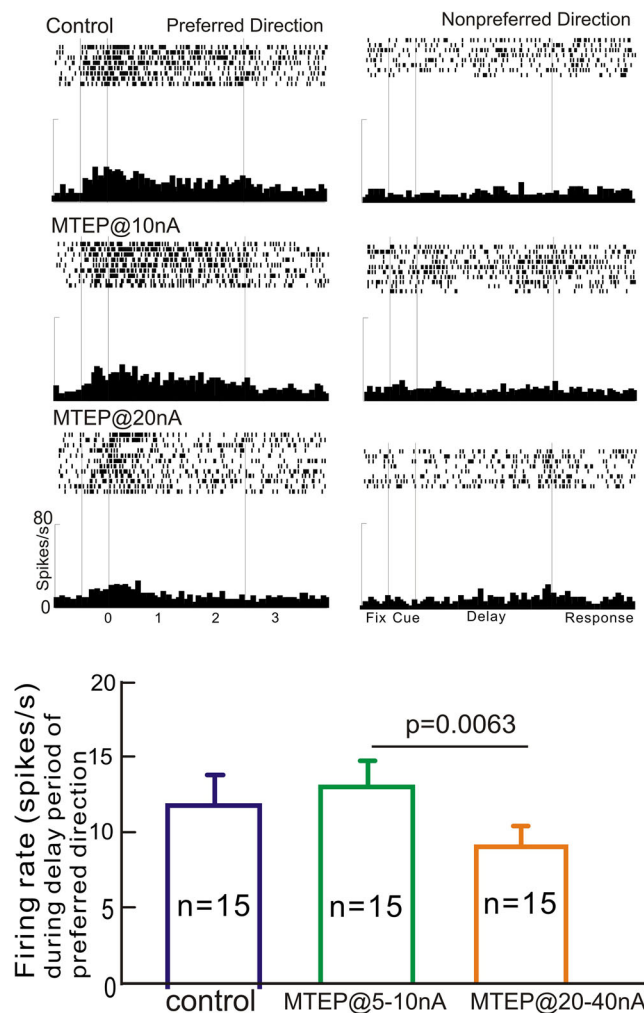 Control Preferred Direction Nonpreferred Direction
MTEP@10nA
MTEP@20nA
80
Spikes/s
0
0 1 2 3
Fix Cue Delay Response
20
15
10
5
0
Firing rate (spikes/s)
during delay period of
preferred direction
p=0.0063
n=15 n=15 n=15
control MTEP@5-10nA MTEP@20-40nA